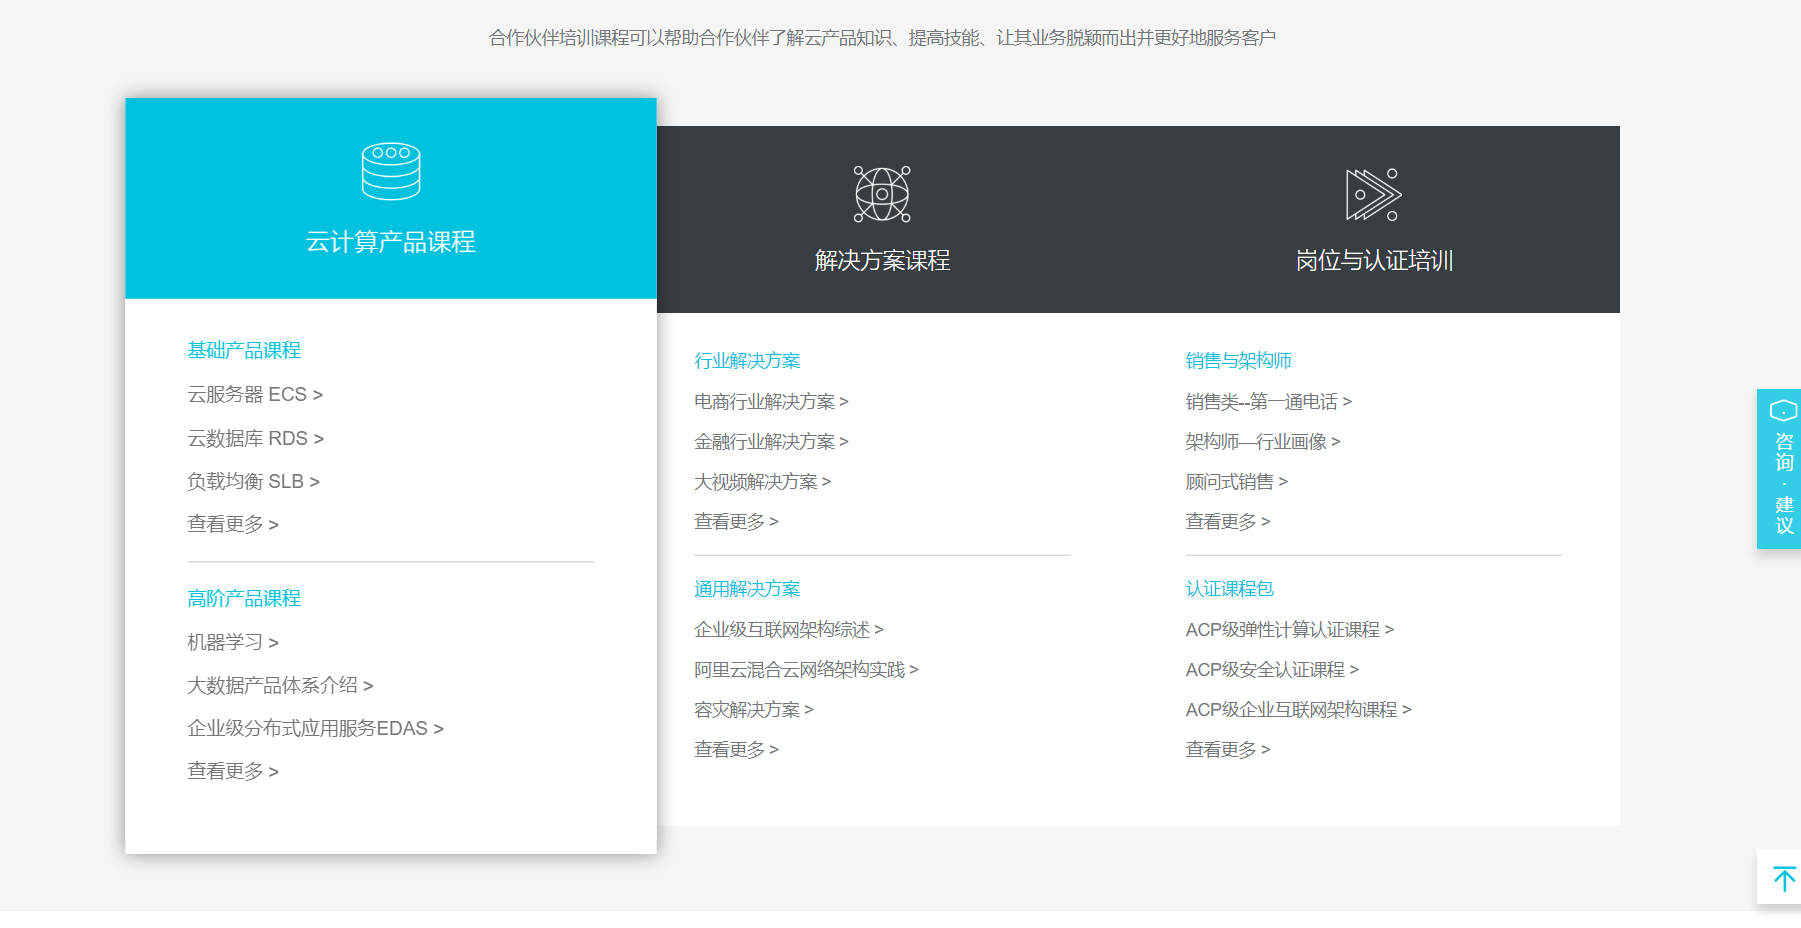 合作伙伴培训课程可以帮助合作伙伴了解云产品知识、提高技能、让其业务脱颖而出并更好地服务客户
云计算产品课程
基础产品课程
云服务器 ECS >
云数据库 RDS >
负载均衡 SLB >
查看更多 >
高阶产品课程
机器学习 >
大数据产品体系介绍 >
企业级分布式应用服务EDAS >
查看更多 >
解决方案课程
行业解决方案
电商行业解决方案 >
金融行业解决方案 >
大视频解决方案 >
查看更多 >
通用解决方案
企业级互联网架构综述 >
阿里云混合云网络架构实践 >
容灾解决方案 >
查看更多 >
岗位与认证培训
销售与架构师
销售类--第一通电话 >
架构师—行业画像 >
顾问式销售 >
查看更多 >
认证课程包
ACP级弹性计算认证课程 >
ACP级安全认证课程 >
ACP级企业互联网架构课程 >
查看更多 >
咨询·建议